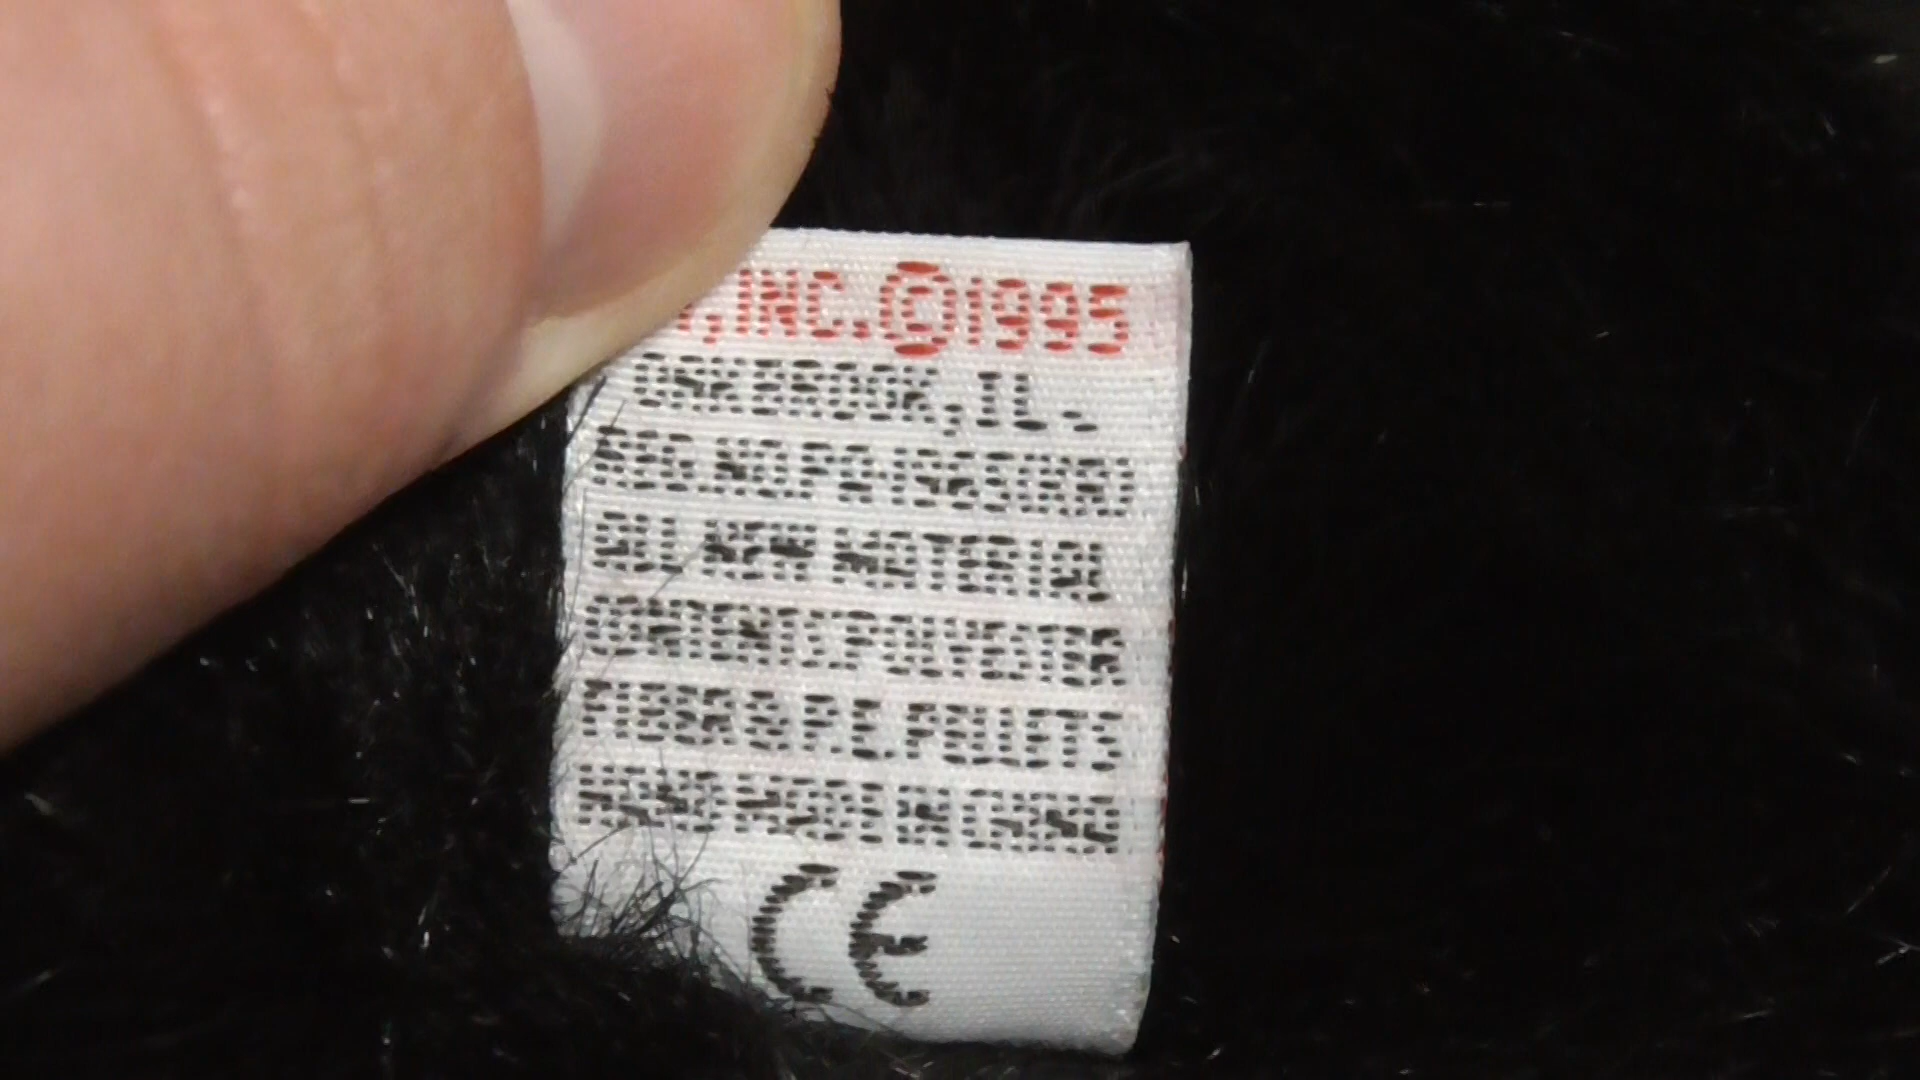 , INC. © 1995
OAKBROOK, IL.
REG. NO. PA-1965(KR)
ALL NEW MATERIAL
CONTENTS: POLYESTER
FIBER & P.E. PELLETS
HAND MADE IN CHINA
CE